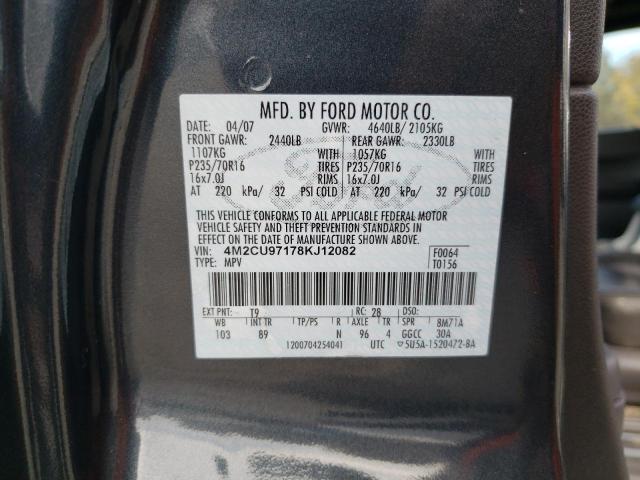 MFD. BY FORD MOTOR CO.
DATE: 04/07 GVWR: 4640LB/ 2105KG
FRONT GAWR: 2440LB REAR GAWR: 2330LB
1107KG WITH 1057KG WITH
P235/70R16 TIRES P235/70R16 TIRES
16x7.0J RIMS 16x7.0J RIMS
AT 220 kPa/ 32 PSI COLD AT 220 kPa/ 32 PSI COLD
THIS VEHICLE CONFORMS TO ALL APPLICABLE FEDERAL MOTOR
VEHICLE SAFETY AND THEFT PREVENTION STANDARDS IN
EFFECT ON THE DATE OF MANUFACTURE SHOWN ABOVE.
VIN: 4M2CU97178KJ12082 F0064
TYPE: MPV T0156
EXT PNT: T9 RC: 28 DSO:
WB INT TR TP/PS R AXLE TR SPR 8M71A
103 89 N 96 4 GGCC 30A
1200704254041 UTC 5U5A-1520472-BA
Ford